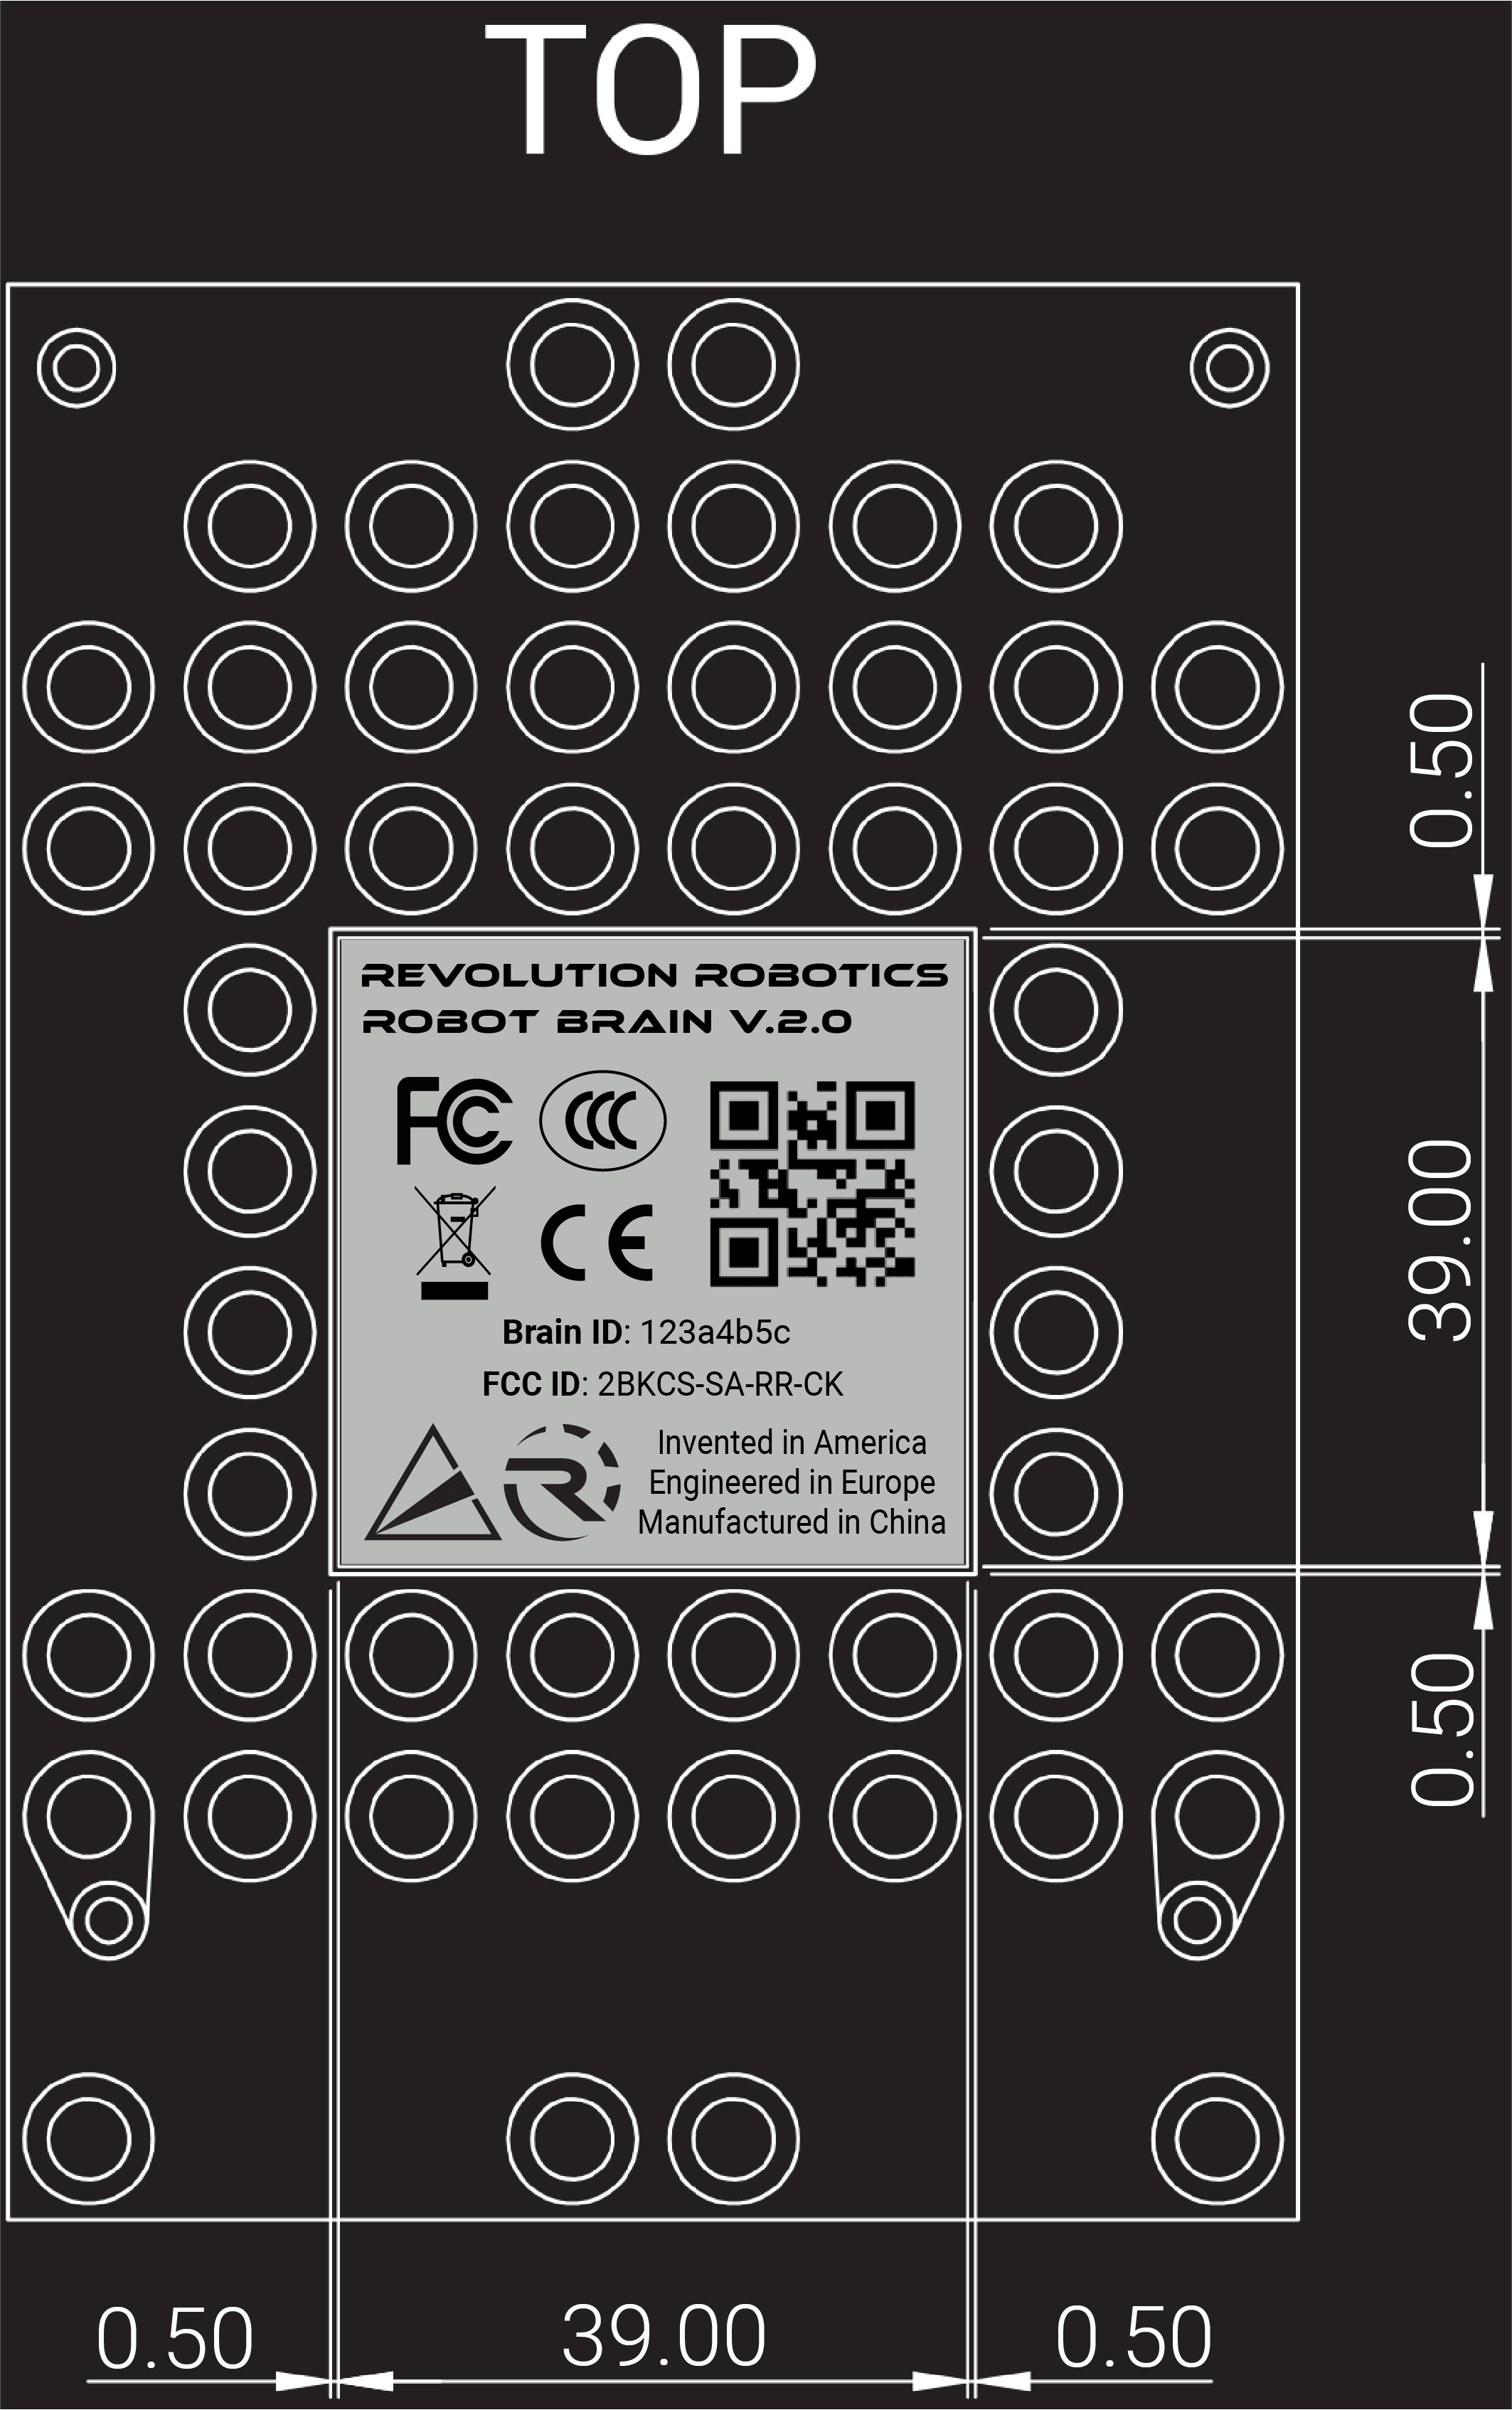 TOP
0.50
REVOLUTION ROBOTICS
ROBOT BRAIN V.2.0
FC CCC
CE
39.00
Brain ID: 123a4b5c
FCC ID: 2BKCS-SA-RR-CK
R
Invented in America
Engineered in Europe
Manufactured in China
0.50
0.50
39.00
0.50